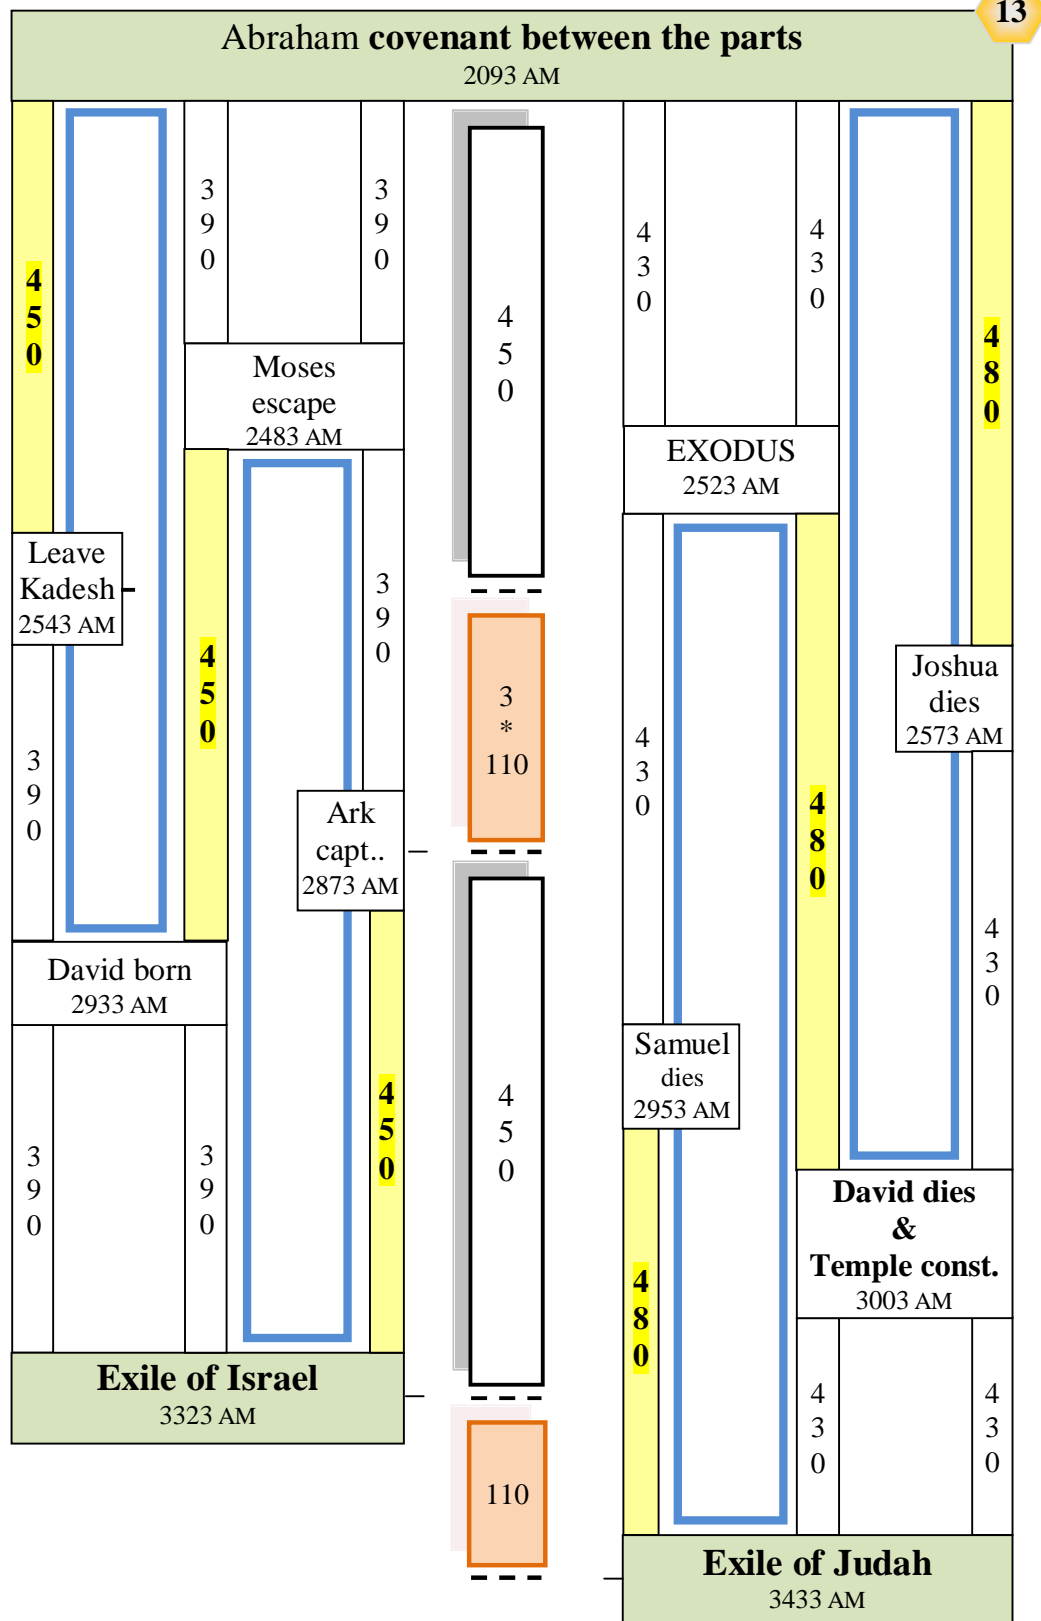 13
Abraham covenant between the parts
2093 AM
450
390
390
450
430
430
480
Moses
escape
2483 AM
EXODUS
2523 AM
Leave
Kadesh
2543 AM
390
450
3
*
110
Joshua
dies
2573 AM
430
390
Ark
capt..
2873 AM
480
430
David born
2933 AM
Samuel
dies
2953 AM
390
390
450
450
David dies
&
Temple const.
3003 AM
480
Exile of Israel
3323 AM
430
430
110
Exile of Judah
3433 AM